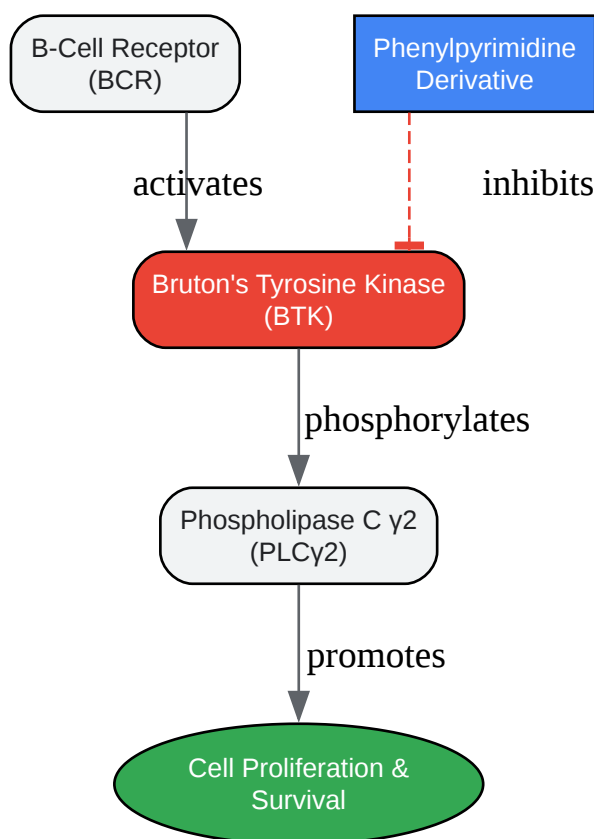 B-Cell Receptor
(BCR)
Phenylpyrimidine
Derivative
activates
inhibits
Bruton's Tyrosine Kinase
(BTK)
phosphorylates
Phospholipase C γ2
(PLCγ2)
promotes
Cell Proliferation &
Survival